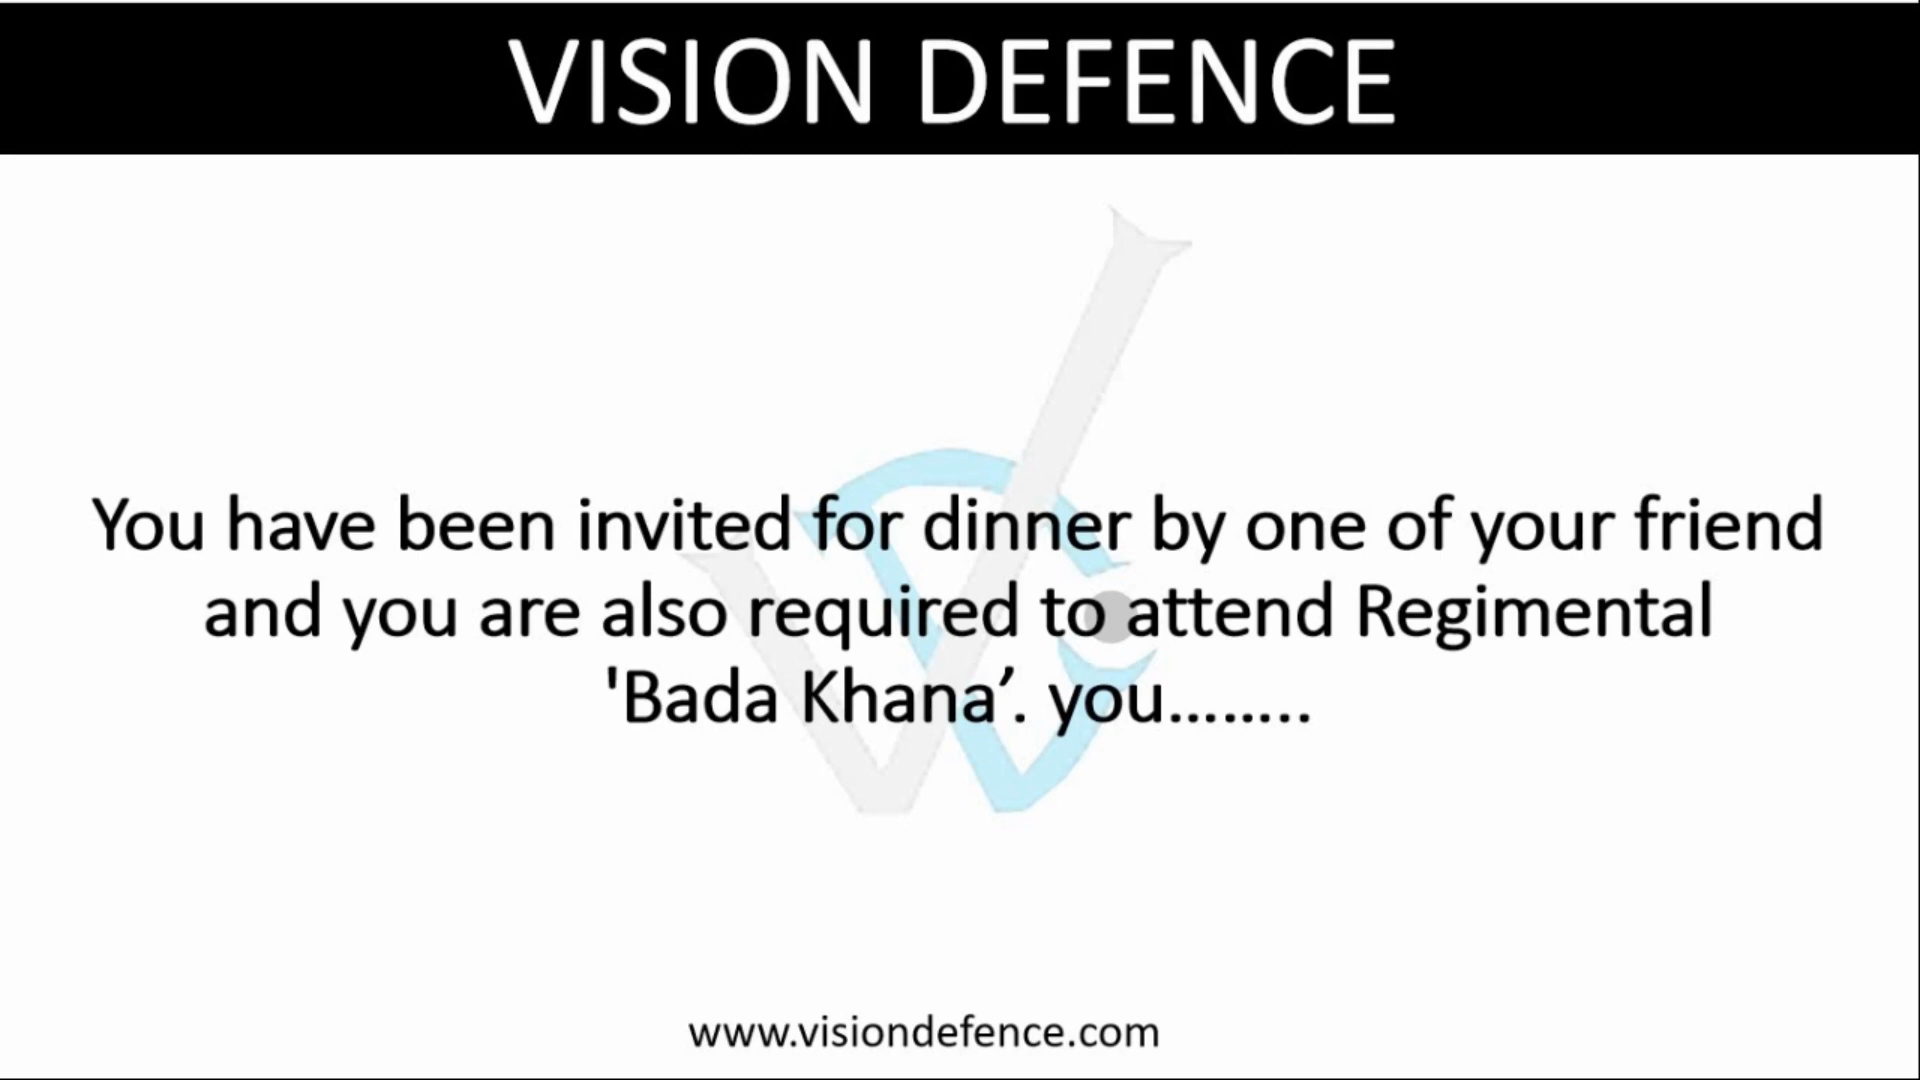 VISION DEFENCE
You have been invited for dinner by one of your friend
and you are also required to attend Regimental
'Bada Khana’. you........
www.visiondefence.com